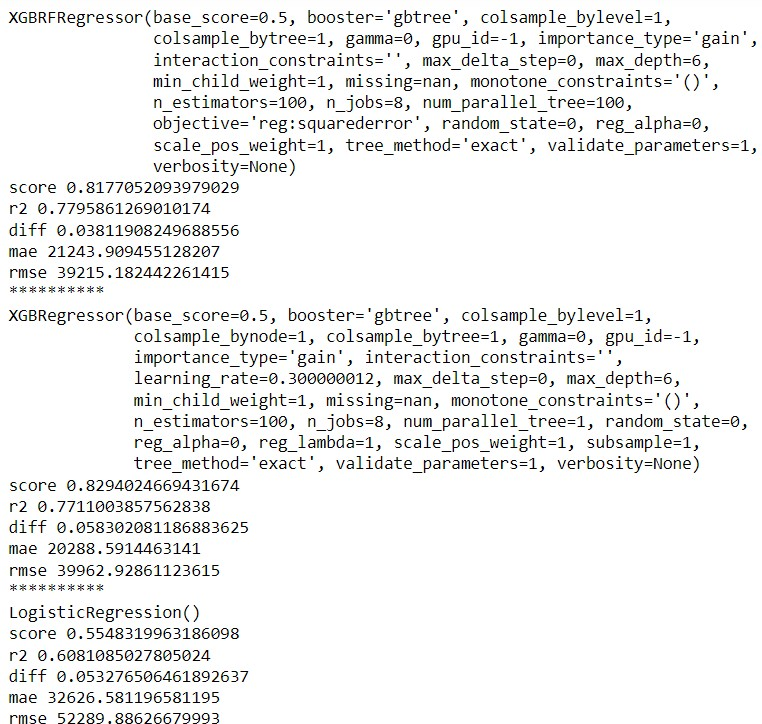 XGBRFRegressor(base_score=0.5, booster='gbtree', colsample_bylevel=1,
colsample_bytree=1, gamma=0, gpu_id=-1, importance_type='gain',
interaction_constraints='', max_delta_step=0, max_depth=6,
min_child_weight=1, missing=nan, monotone_constraints='()',
n_estimators=100, n_jobs=8, num_parallel_tree=100,
objective='reg:squarederror', random_state=0, reg_alpha=0,
scale_pos_weight=1, tree_method='exact', validate_parameters=1,
verbosity=None)
score 0.8177052093979029
r2 0.7795861269010174
diff 0.03811908249688556
mae 21243.909455128207
rmse 39215.182442261415
**********
XGBRegressor(base_score=0.5, booster='gbtree', colsample_bylevel=1,
colsample_bynode=1, colsample_bytree=1, gamma=0, gpu_id=-1,
importance_type='gain', interaction_constraints='',
learning_rate=0.300000012, max_delta_step=0, max_depth=6,
min_child_weight=1, missing=nan, monotone_constraints='()',
n_estimators=100, n_jobs=8, num_parallel_tree=1, random_state=0,
reg_alpha=0, reg_lambda=1, scale_pos_weight=1, subsample=1,
tree_method='exact', validate_parameters=1, verbosity=None)
score 0.8294024669431674
r2 0.7711003857562838
diff 0.058302081186883625
mae 20288.5914463141
rmse 39962.92861123615
**********
LogisticRegression()
score 0.5548319963186098
r2 0.6081085027805024
diff 0.053276506461892637
mae 32626.581196581195
rmse 52289.88626679993